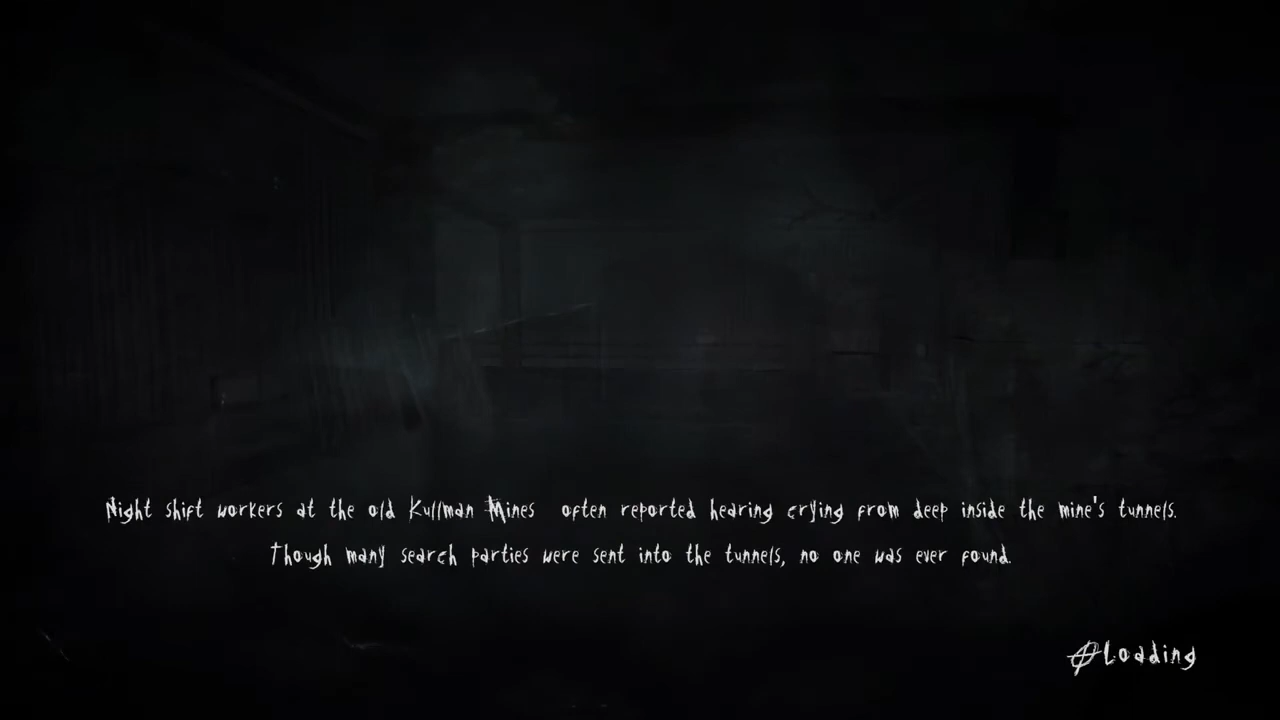 Night shift workers at the old Kullman Mines often reported hearing crying from deep inside the mine's tunnels.
Though many search parties were sent into the tunnels, no one was ever found.
Loading